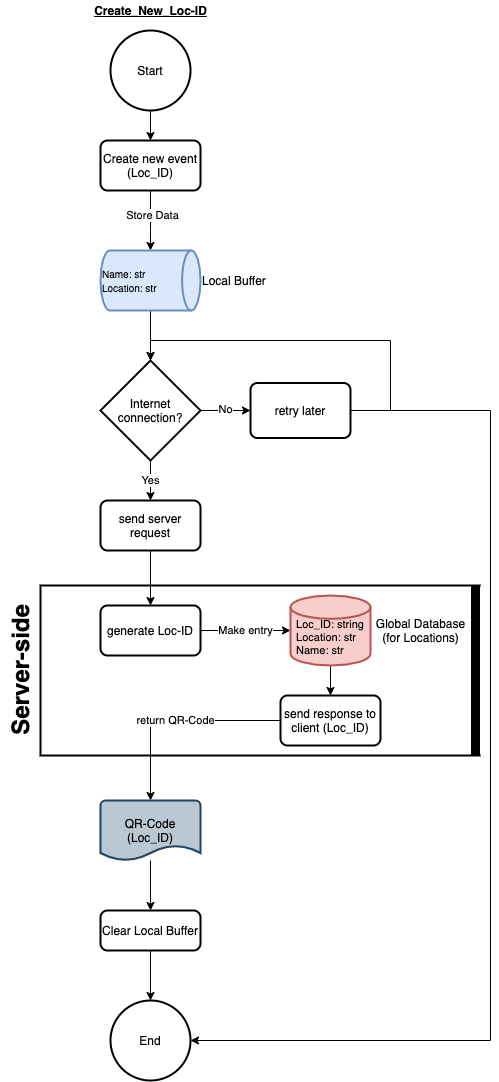 Create_New_Loc-ID
Start
Create new event
(Loc_ID)
Store Data
Name: str
Location: str
Local Buffer
Internet
connection?
No
retry later
Yes
send server
request
Server-side
generate Loc-ID
Make entry
Loc_ID: string
Location: str
Name: str
Global Database
(for Locations)
send response to
client (Loc_ID)
return QR-Code
QR-Code
(Loc_ID)
Clear Local Buffer
End